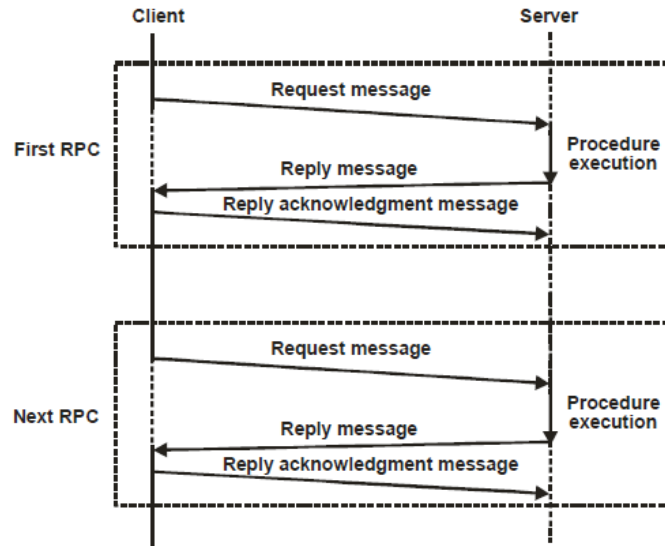 Client
Server
Request message
First RPC
Procedure
execution
Reply message
Reply acknowledgment message
Request message
Next RPC
Procedure
execution
Reply message
Reply acknowledgment message